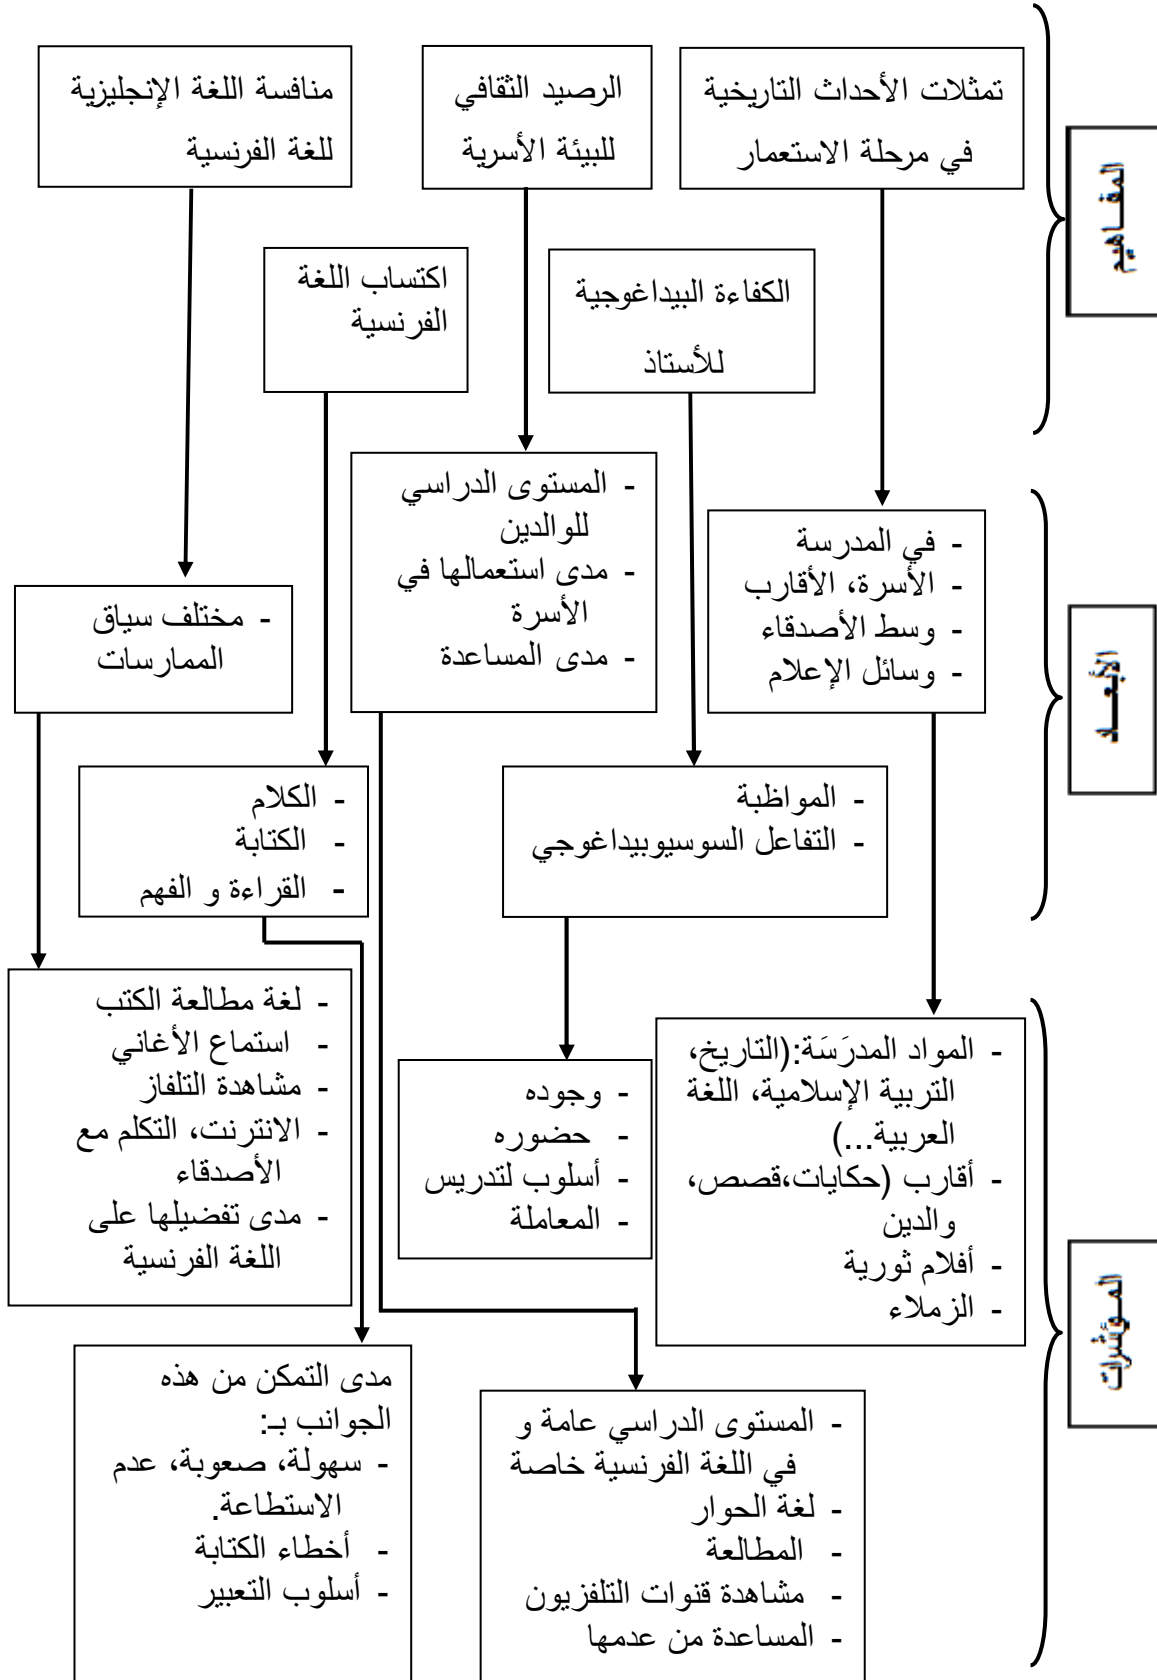 المفاهيم
تمثلات الأحداث التاريخية
في مرحلة الاستعمار
الرصيد الثقافي
للبيئة الأسرية
منافسة اللغة الإنجليزية
للغة الفرنسية
الكفاءة البيداغوجية
للأستاذ
اكتساب اللغة
الفرنسية
الأبعاد
- في المدرسة
- الأسرة، الأقارب
- وسط الأصدقاء
- وسائل الإعلام
- المستوى الدراسي
للوالدين
- مدى استعمالها في
الأسرة
- مدى المساعدة
- مختلف سياق
الممارسات
- المواظبة
- التفاعل السوسيوبيداغوجي
- الكلام
- الكتابة
- القراءة و الفهم
المؤشرات
- المواد المدرَسَة:(التاريخ،
التربية الإسلامية، اللغة
العربية...)
- أقارب (حكايات،قصص،
والدين
- أفلام ثورية
- الزملاء
- وجوده
- حضوره
- أسلوب لتدريس
- المعاملة
- لغة مطالعة الكتب
- استماع الأغاني
- مشاهدة التلفاز
- الانترنت، التكلم مع
الأصدقاء
- مدى تفضيلها على
اللغة الفرنسية
- المستوى الدراسي عامة و
في اللغة الفرنسية خاصة
- لغة الحوار
- المطالعة
- مشاهدة قنوات التلفزيون
- المساعدة من عدمها
مدى التمكن من هذه
الجوانب بـ:
- سهولة، صعوبة، عدم
الاستطاعة.
- أخطاء الكتابة
- أسلوب التعبير